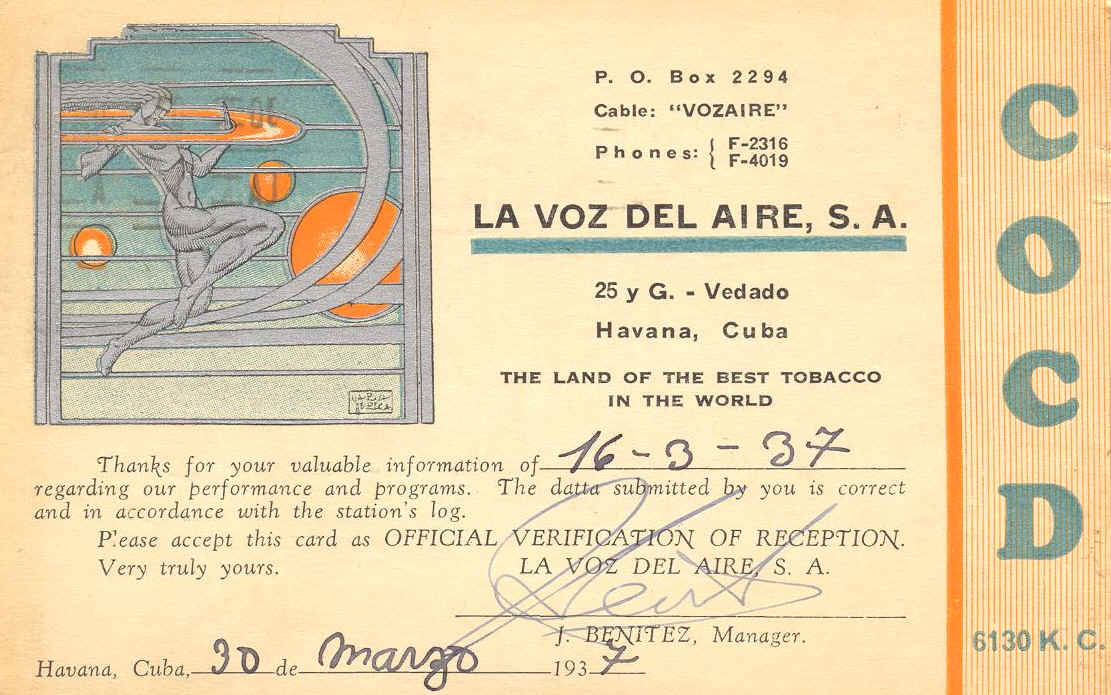 P. O. Box 2294
Cable: "VOZAIRE"
Phones: { F-2316
F-4019
LA VOZ DEL AIRE, S. A.
25 y G. - Vedado
Havana, Cuba
THE LAND OF THE BEST TOBACCO
IN THE WORLD
Thanks for your valuable information of 16-3-37
regarding our performance and programs. The datta submitted by you is correct
and in accordance with the station's log.
Please accept this card as OFFICIAL VERIFICATION OF RECEPTION.
Very truly yours. LA VOZ DEL AIRE, S. A.
J. BENITEZ, Manager.
Havana, Cuba, 30 de Marzo 1937
COCD
6130 K. C.